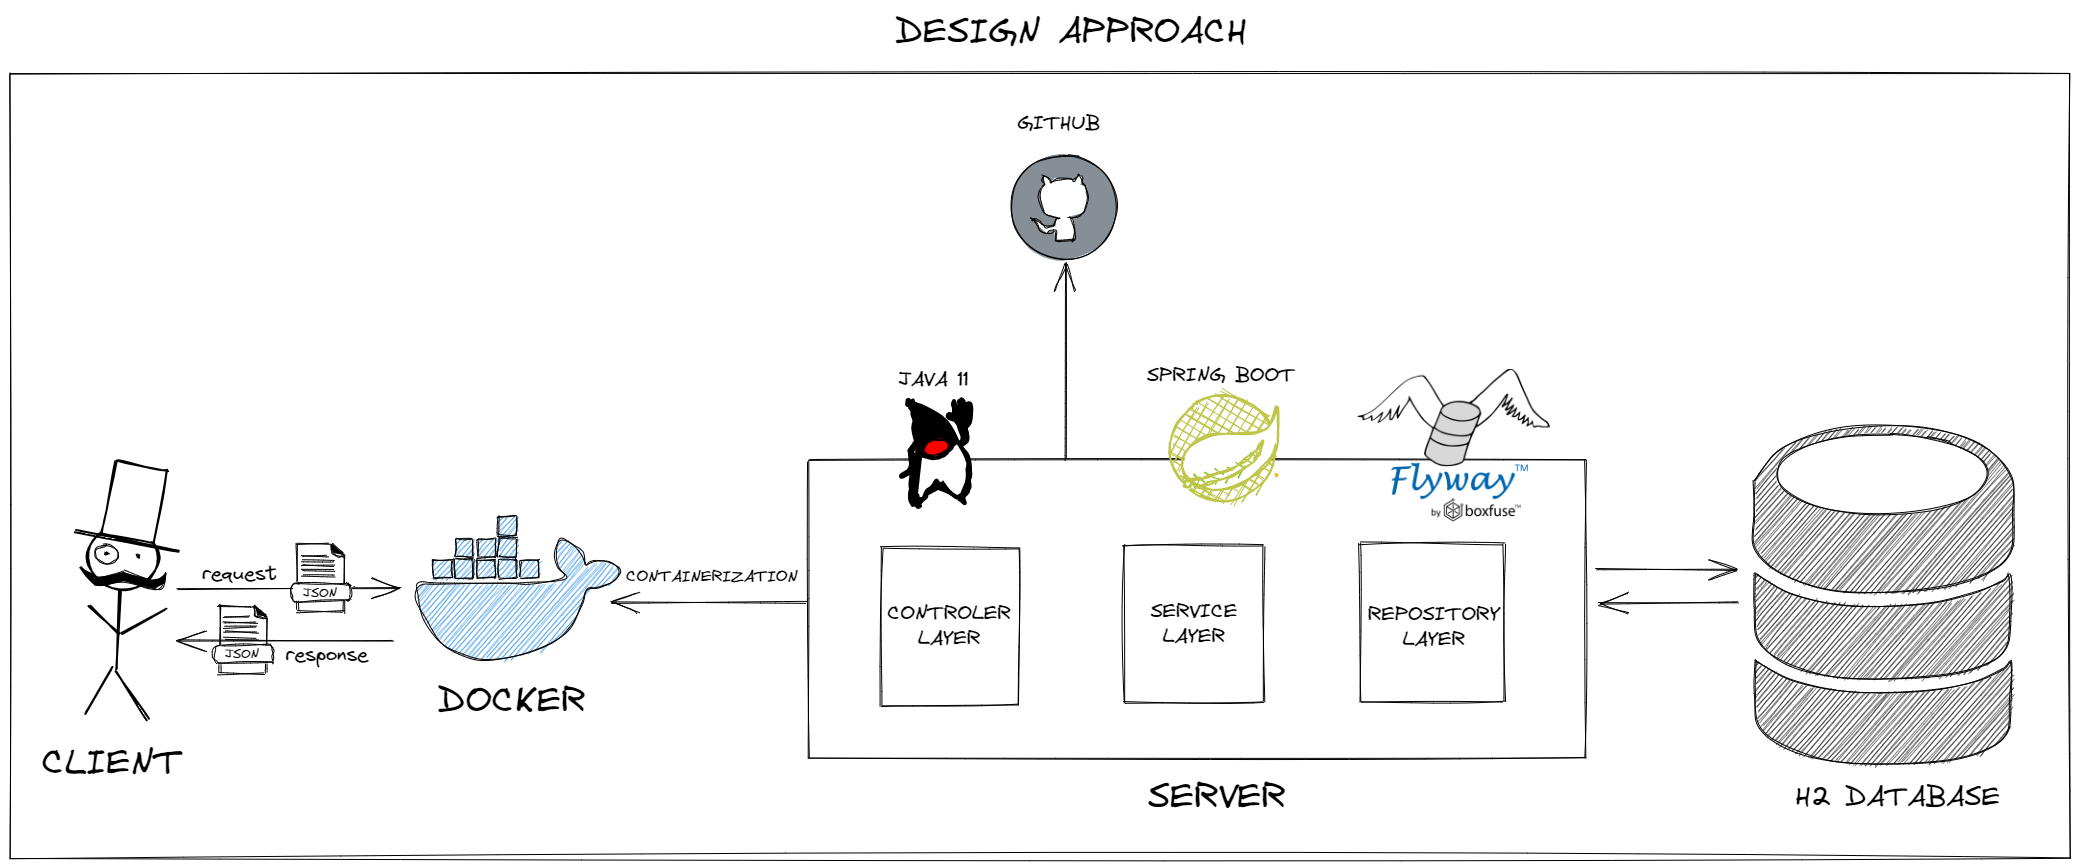 DESIGN APPROACH
GITHUB
JAVA 11
SPRING BOOT
Flyway™
by boxfuse™
request
JSON
JSON
response
CONTAINERIZATION
CONTROLER
LAYER
SERVICE
LAYER
REPOSITORY
LAYER
DOCKER
CLIENT
SERVER
H2 DATABASE